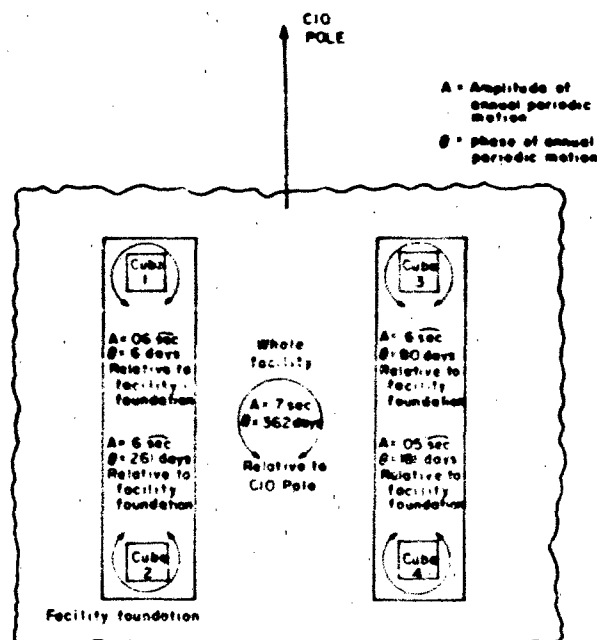 CIO
POLE
A = Amplitude of
annual periodic
motion
θ = phase of annual
periodic motion
Cube
1
A= .06 sec
θ= 6 days
Relative to
facility
foundation
A= .6 sec
θ= 261 days
Relative to
facility
foundation
Cube
2
Facility foundation
Whole
facility
A = .7 sec
θ = 362 days
Relative to
CIO Pole
Cube
3
A= .6 sec
θ= 80 days
Relative to
facility
foundation
A= .05 sec
θ= 181 days
Relative to
facility
foundation
Cube
4